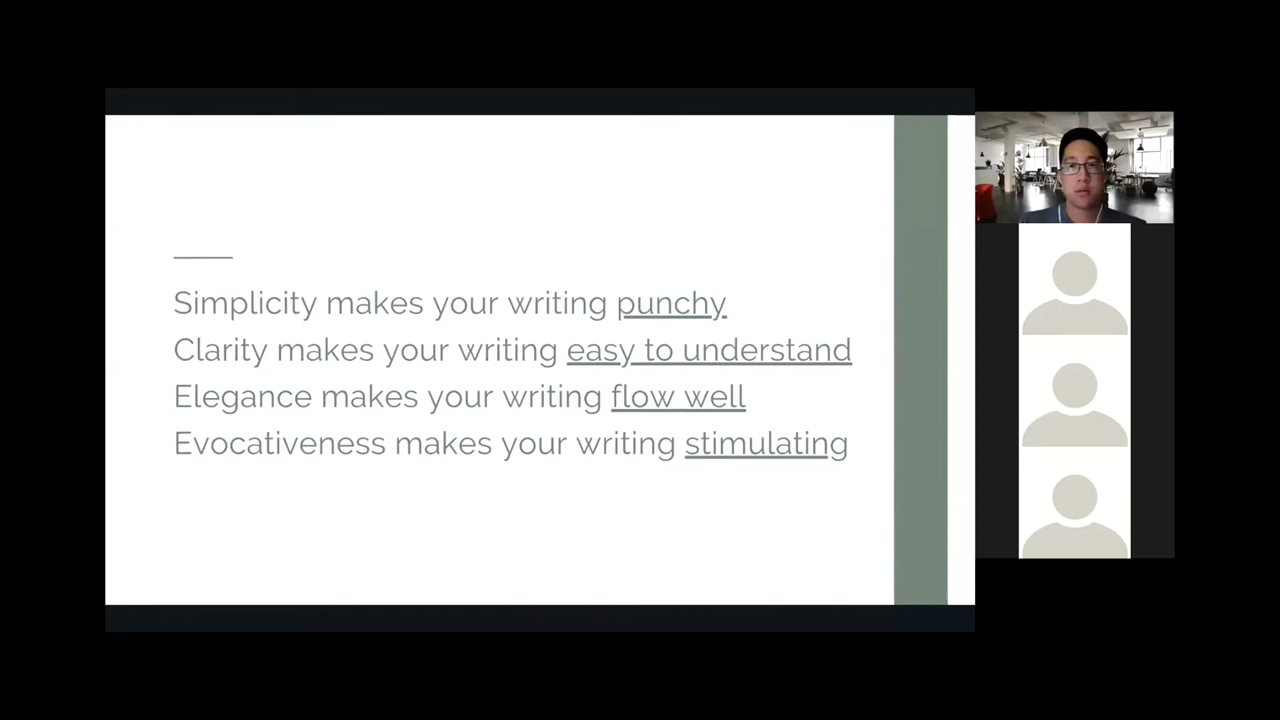 Simplicity makes your writing punchy
Clarity makes your writing easy to understand
Elegance makes your writing flow well
Evocativeness makes your writing stimulating